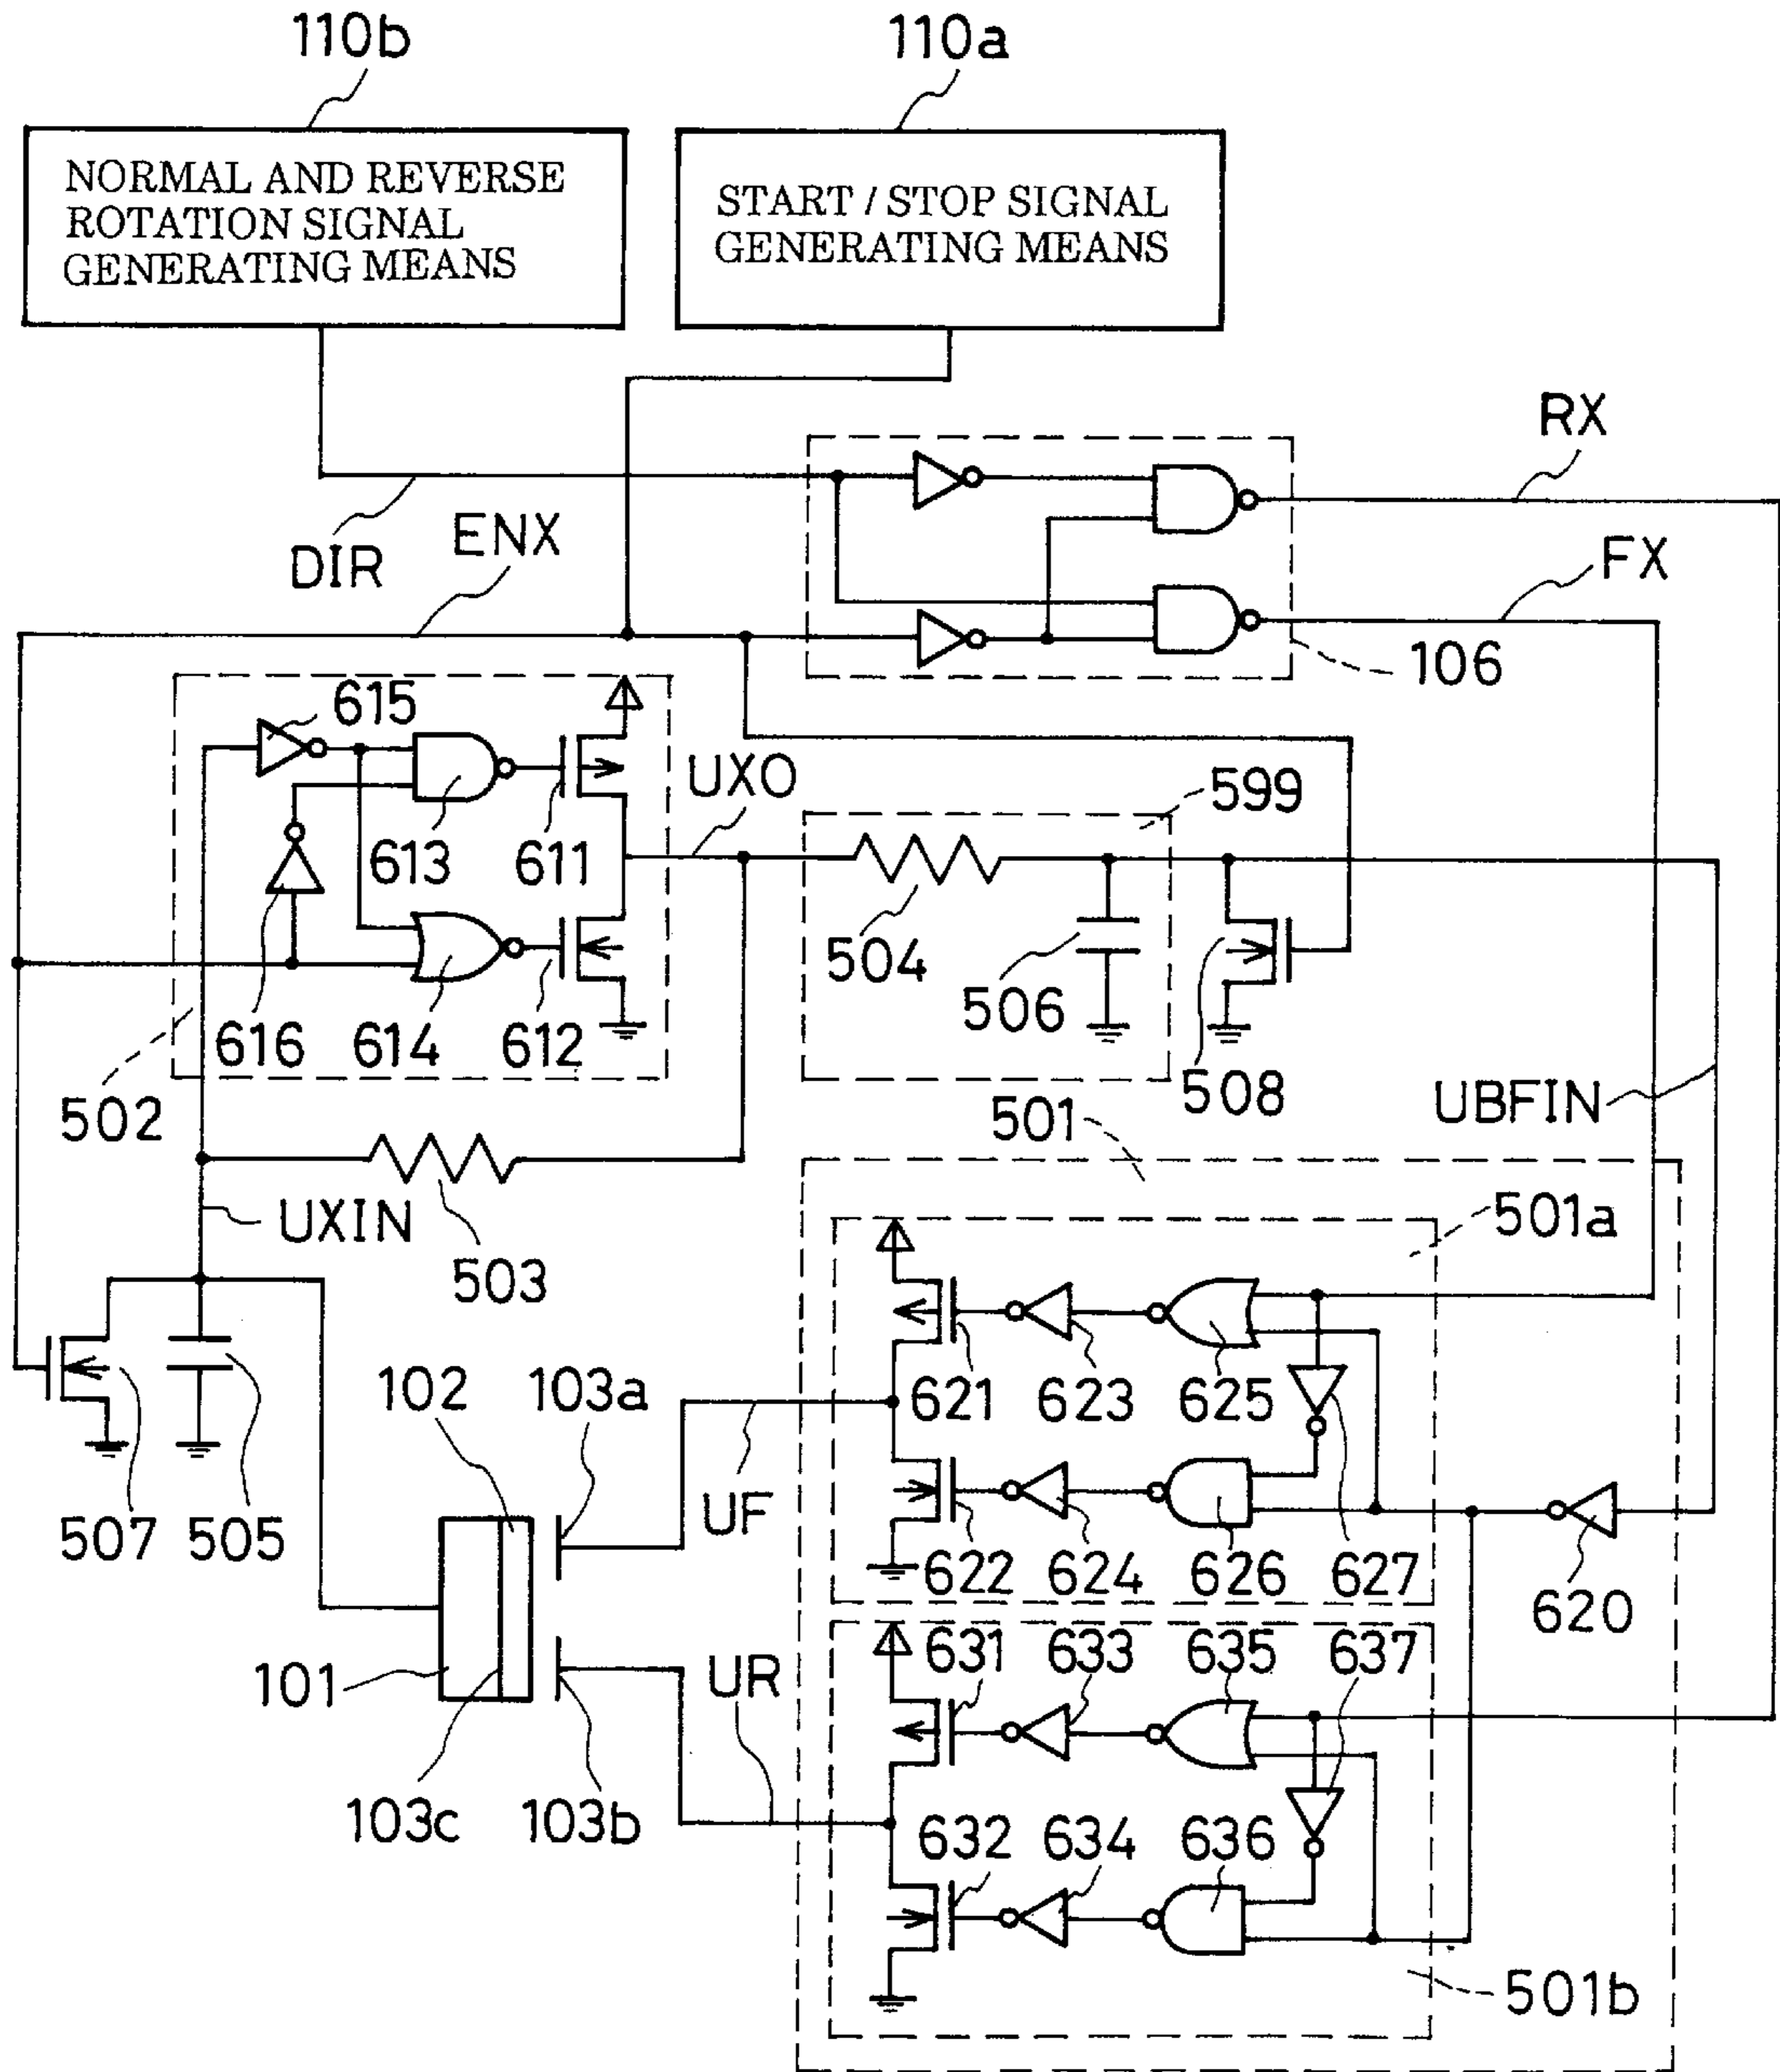 110b
110a
NORMAL AND REVERSE
ROTATION SIGNAL
GENERATING MEANS
START / STOP SIGNAL
GENERATING MEANS
RX
DIR
ENX
FX
106
615
UXO
599
613
611
504
506
616
614
612
508
502
501
UBFIN
UXIN
503
501a
102
103a
621
623
625
507
505
UF
622
624
626
627
620
631
633
635
637
101
UR
103c
103b
632
634
636
501b